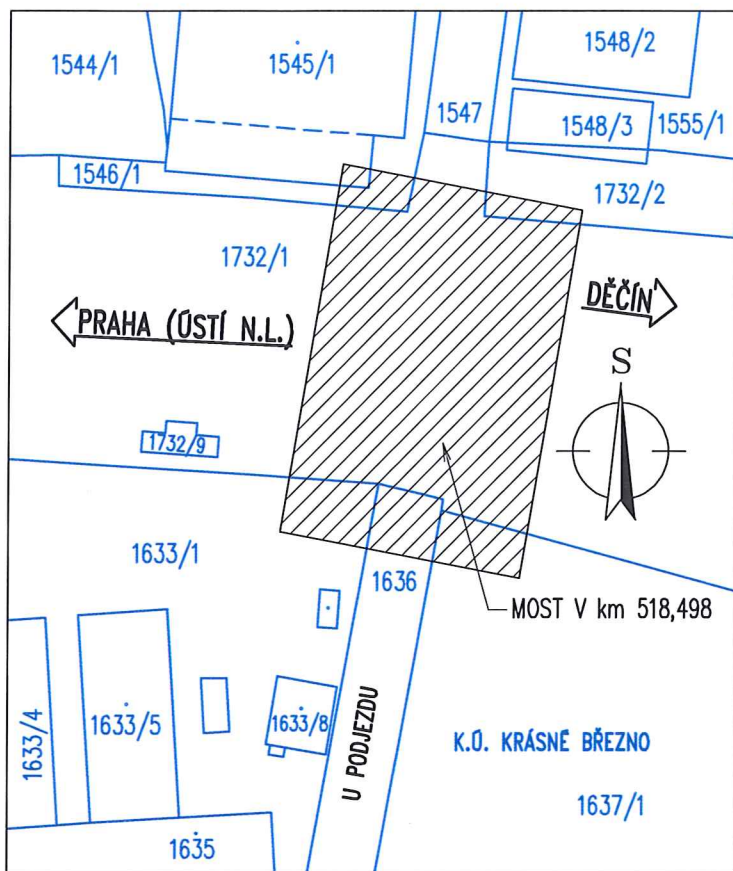 1544/1
1545/1
1548/2
1547
1548/3
1555/1
1546/1
1732/2
1732/1
DĚČÍN
PRAHA (ÚSTÍ N.L.)
S
1732/9
1633/1
1636
MOST V km 518,498
1633/4
1633/5
1633/8
U PODJEZDU
K.Ú. KRÁSNÉ BŘEZNO
1637/1
1635